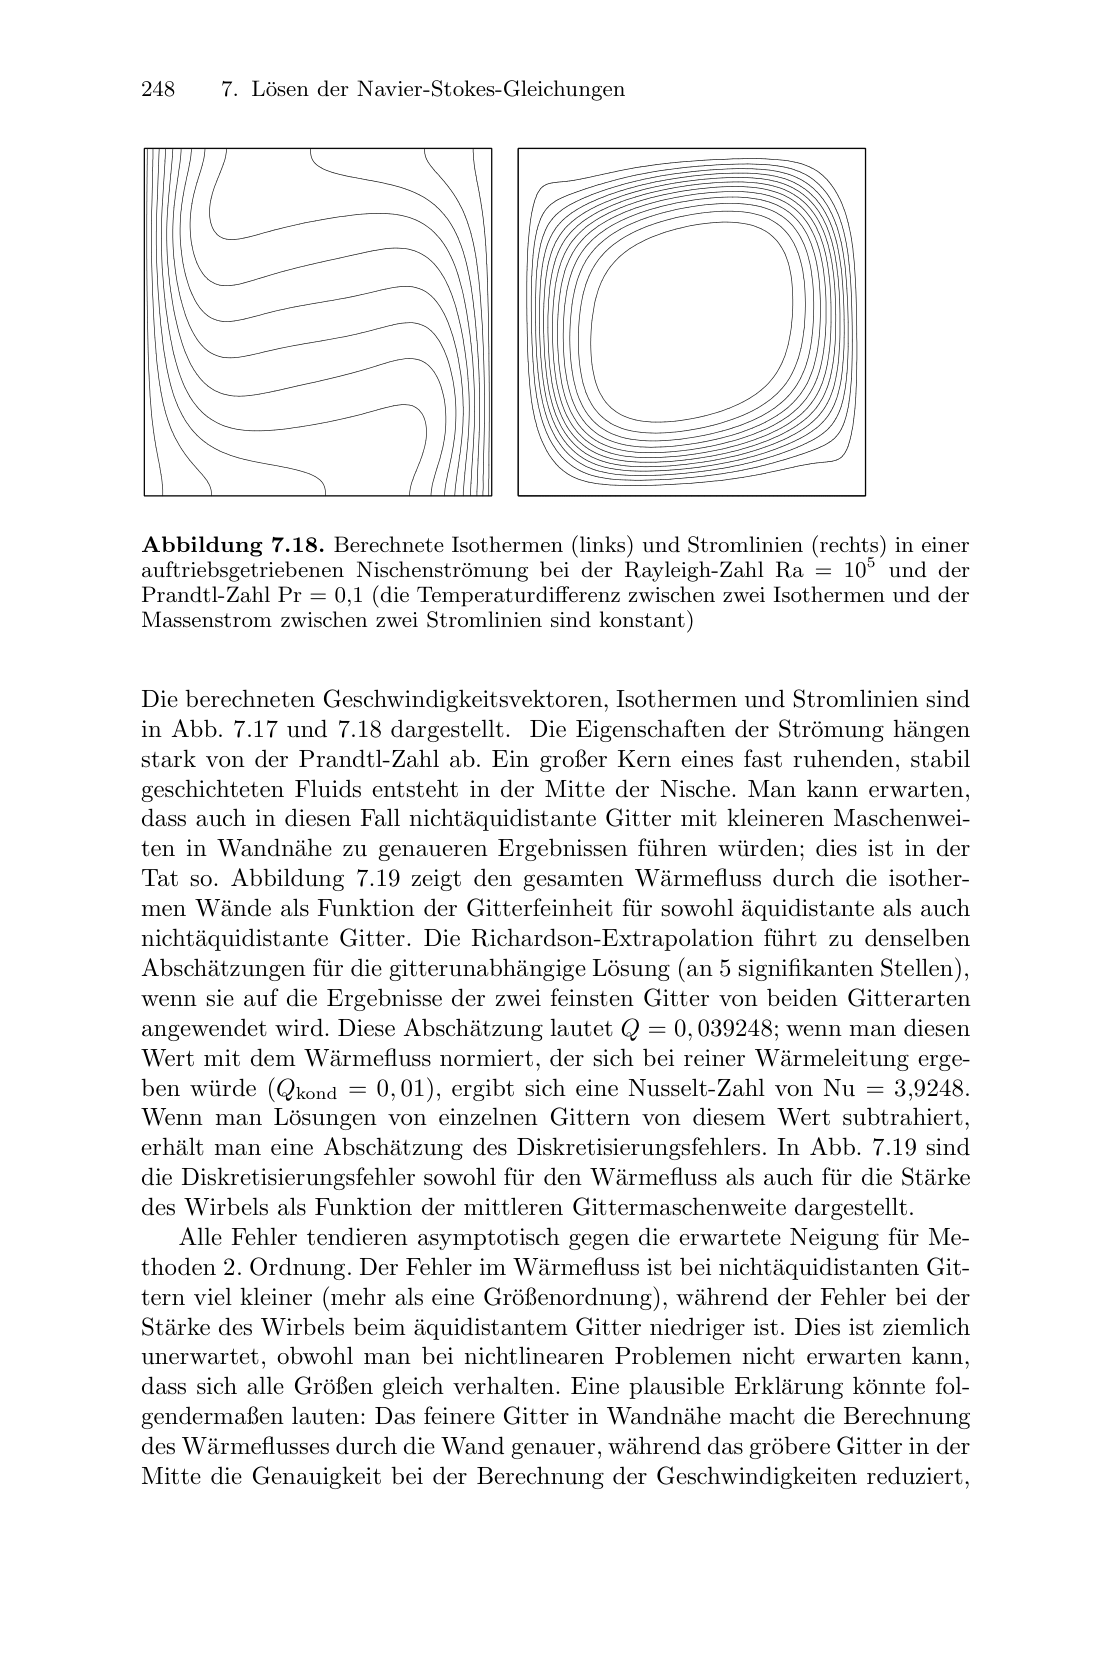 248 7. Lösen der Navier-Stokes-Gleichungen
Abbildung 7.18. Berechnete Isothermen (links) und Stromlinien (rechts) in einer
auftriebsgetriebenen Nischenströmung bei der Rayleigh-Zahl Ra = 10⁵ und der
Prandtl-Zahl Pr = 0,1 (die Temperaturdifferenz zwischen zwei Isothermen und der
Massenstrom zwischen zwei Stromlinien sind konstant)
Die berechneten Geschwindigkeitsvektoren, Isothermen und Stromlinien sind
in Abb. 7.17 und 7.18 dargestellt. Die Eigenschaften der Strömung hängen
stark von der Prandtl-Zahl ab. Ein großer Kern eines fast ruhenden, stabil
geschichteten Fluids entsteht in der Mitte der Nische. Man kann erwarten,
dass auch in diesen Fall nichtäquidistante Gitter mit kleineren Maschenwei-
ten in Wandnähe zu genaueren Ergebnissen führen würden; dies ist in der
Tat so. Abbildung 7.19 zeigt den gesamten Wärmefluss durch die isother-
men Wände als Funktion der Gitterfeinheit für sowohl äquidistante als auch
nichtäquidistante Gitter. Die Richardson-Extrapolation führt zu denselben
Abschätzungen für die gitterunabhängige Lösung (an 5 signifikanten Stellen),
wenn sie auf die Ergebnisse der zwei feinsten Gitter von beiden Gitterarten
angewendet wird. Diese Abschätzung lautet Q = 0, 039248; wenn man diesen
Wert mit dem Wärmefluss normiert, der sich bei reiner Wärmeleitung erge-
ben würde (Qkond = 0, 01), ergibt sich eine Nusselt-Zahl von Nu = 3,9248.
Wenn man Lösungen von einzelnen Gittern von diesem Wert subtrahiert,
erhält man eine Abschätzung des Diskretisierungsfehlers. In Abb. 7.19 sind
die Diskretisierungsfehler sowohl für den Wärmefluss als auch für die Stärke
des Wirbels als Funktion der mittleren Gittermaschenweite dargestellt.
Alle Fehler tendieren asymptotisch gegen die erwartete Neigung für Me-
thoden 2. Ordnung. Der Fehler im Wärmefluss ist bei nichtäquidistanten Git-
tern viel kleiner (mehr als eine Größenordnung), während der Fehler bei der
Stärke des Wirbels beim äquidistantem Gitter niedriger ist. Dies ist ziemlich
unerwartet, obwohl man bei nichtlinearen Problemen nicht erwarten kann,
dass sich alle Größen gleich verhalten. Eine plausible Erklärung könnte fol-
gendermaßen lauten: Das feinere Gitter in Wandnähe macht die Berechnung
des Wärmeflusses durch die Wand genauer, während das gröbere Gitter in der
Mitte die Genauigkeit bei der Berechnung der Geschwindigkeiten reduziert,